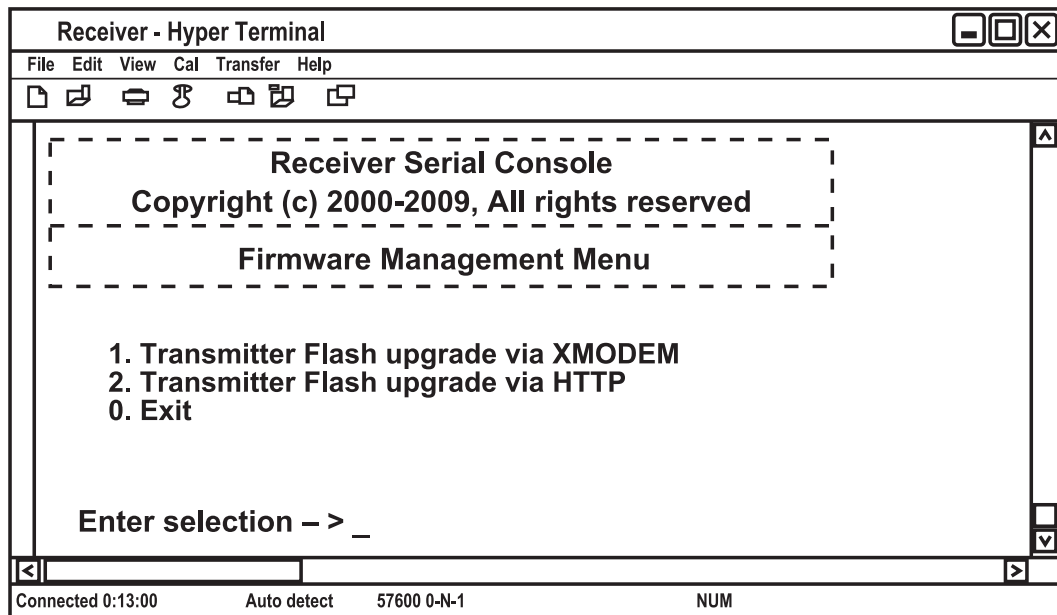 Receiver - Hyper Terminal
File Edit View Cal Transfer Help
Receiver Serial Console
Copyright (c) 2000-2009, All rights reserved
Firmware Management Menu
1. Transmitter Flash upgrade via XMODEM
2. Transmitter Flash upgrade via HTTP
0. Exit
Enter selection – > _
Connected 0:13:00 Auto detect 57600 0-N-1 NUM